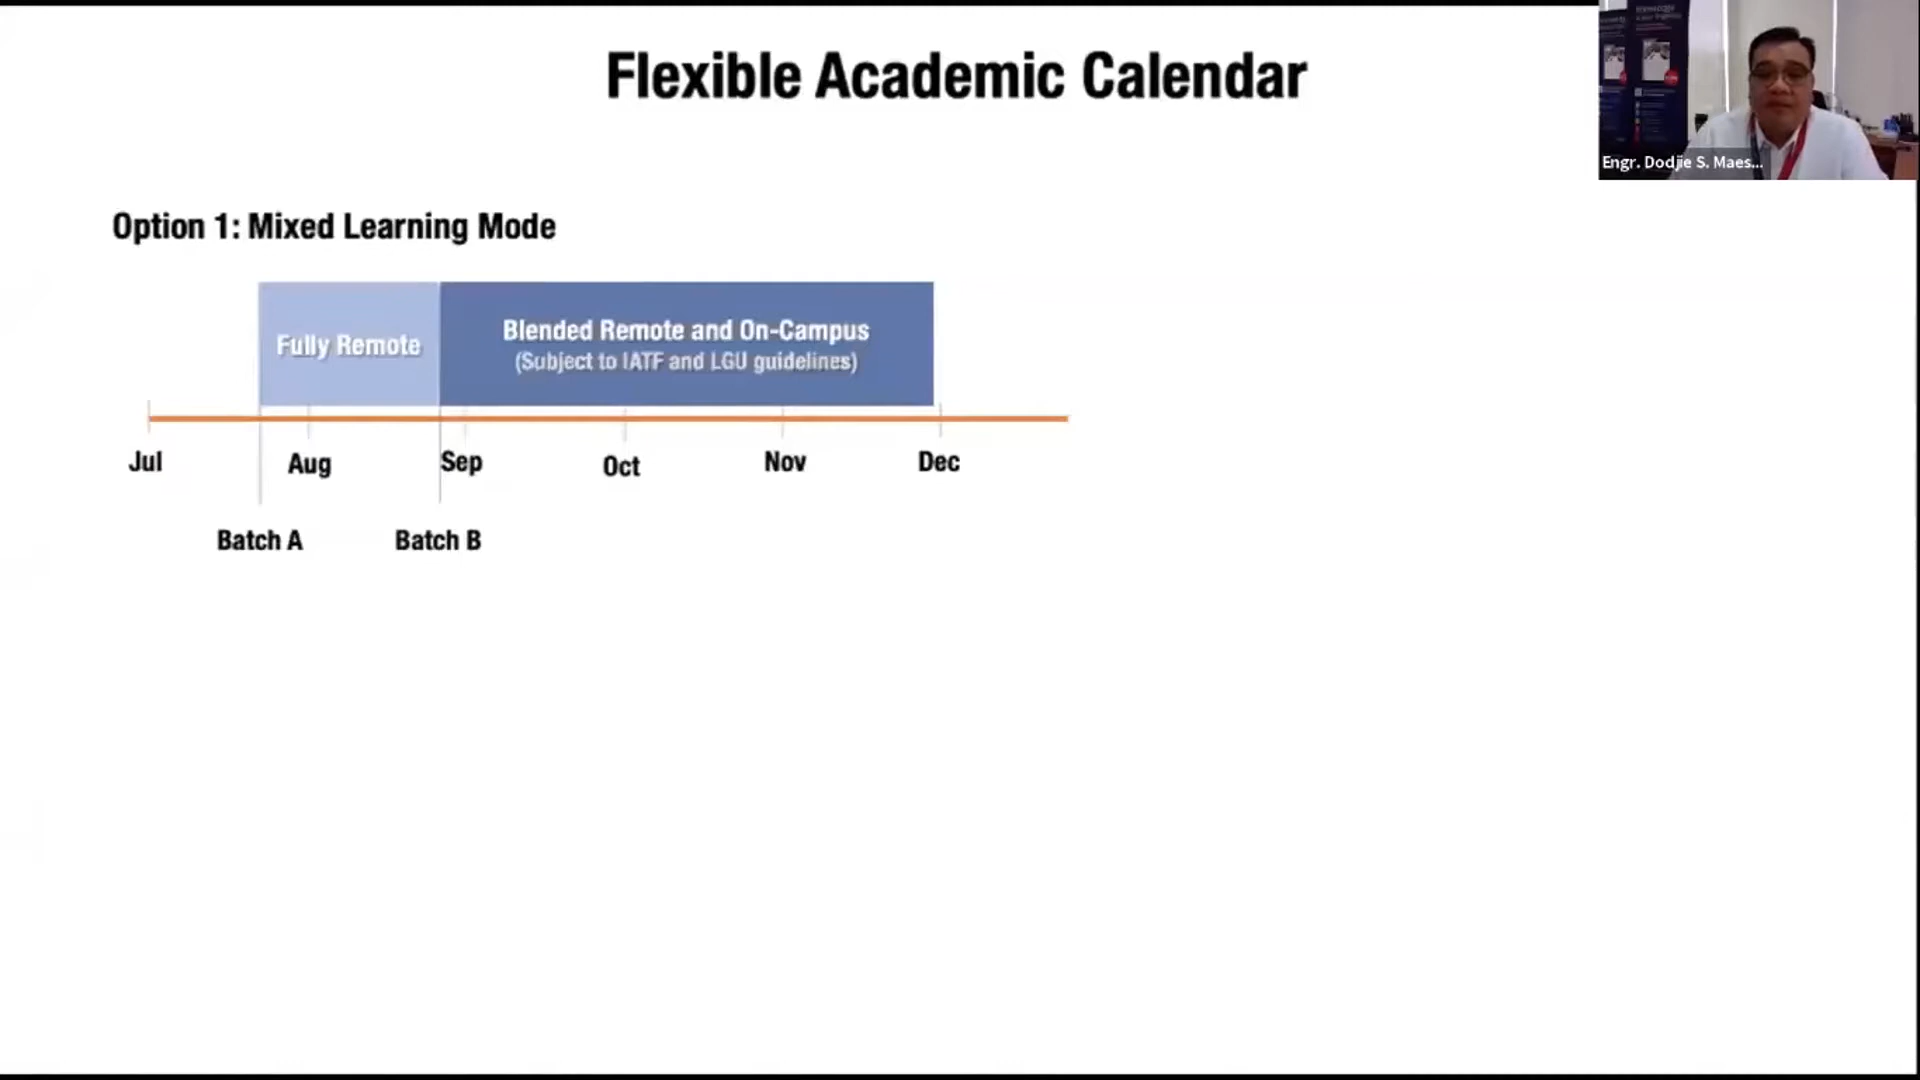 Flexible Academic Calendar
Engr. Dodjie S. Maes...
Option 1: Mixed Learning Mode
Fully Remote
Blended Remote and On-Campus
(Subject to IATF and LGU guidelines)
Jul
Aug
Sep
Oct
Nov
Dec
Batch A
Batch B